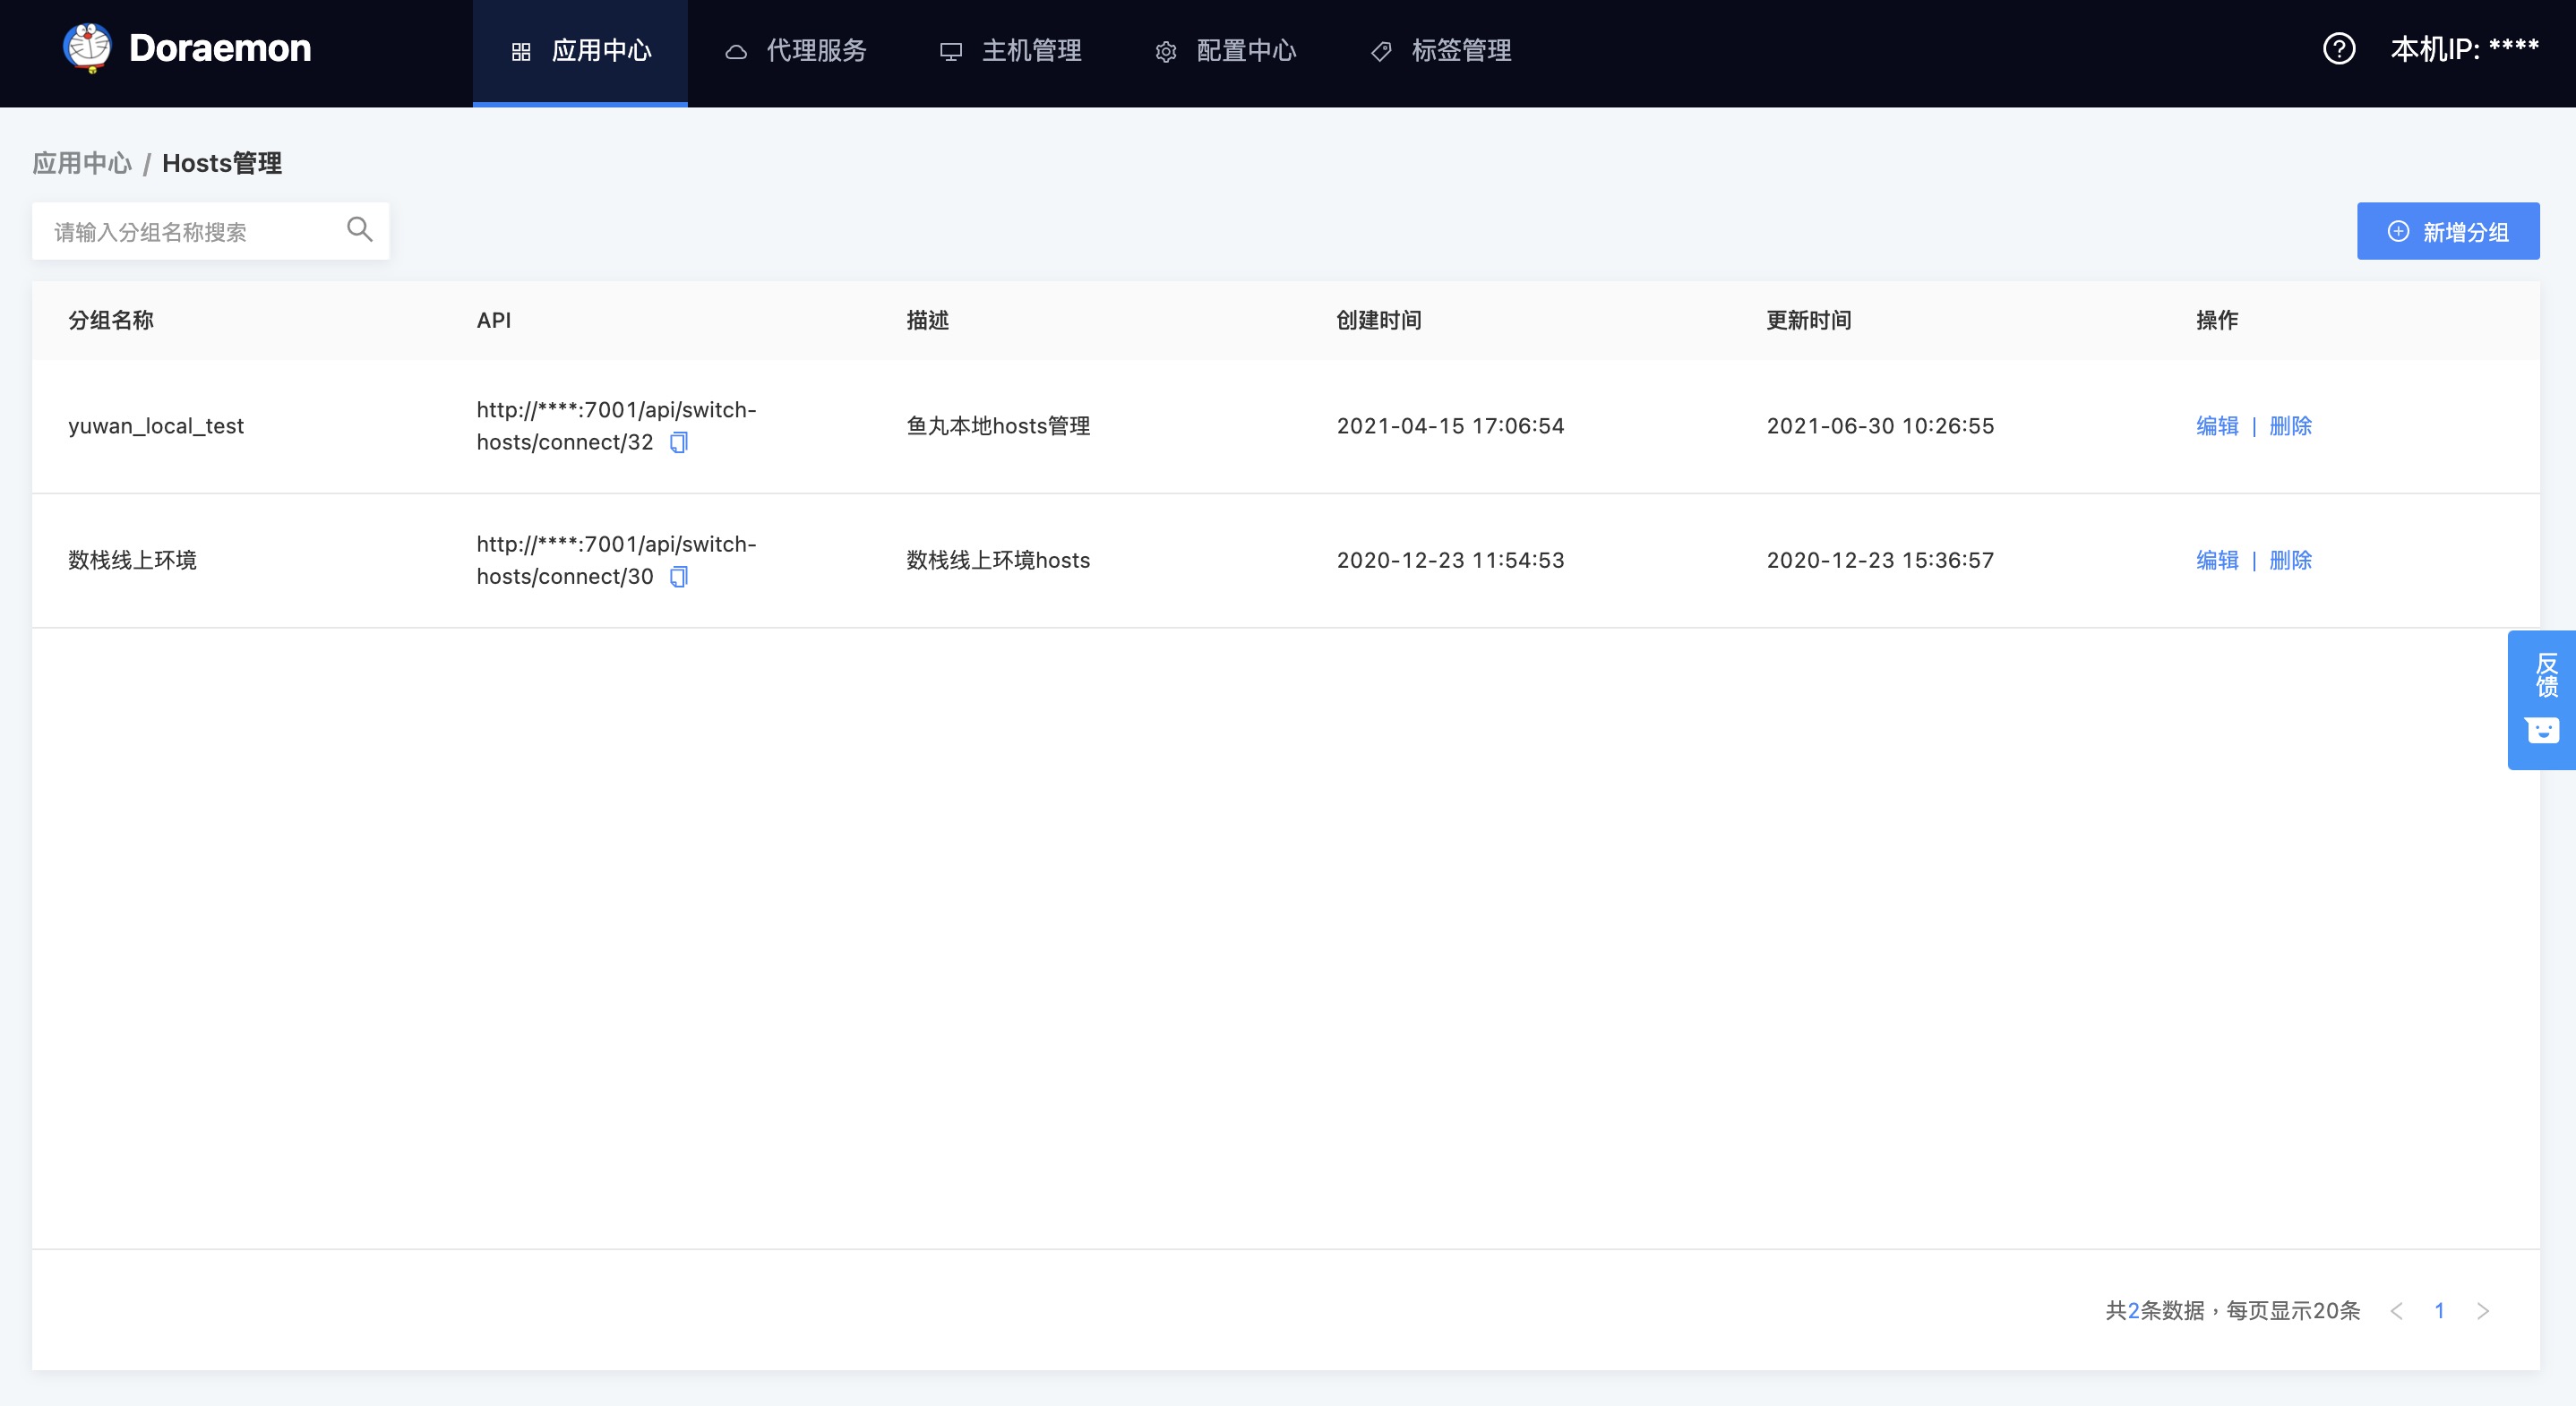 Doraemon
应用中心
代理服务
主机管理
配置中心
标签管理
本机IP: ****
应用中心 / Hosts管理
请输入分组名称搜索
新增分组
分组名称 API 描述 创建时间 更新时间 操作
yuwan_local_test
http://****:7001/api/switch-
hosts/connect/32
鱼丸本地hosts管理
2021-04-15 17:06:54
2021-06-30 10:26:55
编辑 | 删除
数栈线上环境
http://****:7001/api/switch-
hosts/connect/30
数栈线上环境hosts
2020-12-23 11:54:53
2020-12-23 15:36:57
编辑 | 删除
反馈
共2条数据，每页显示20条 < 1 >